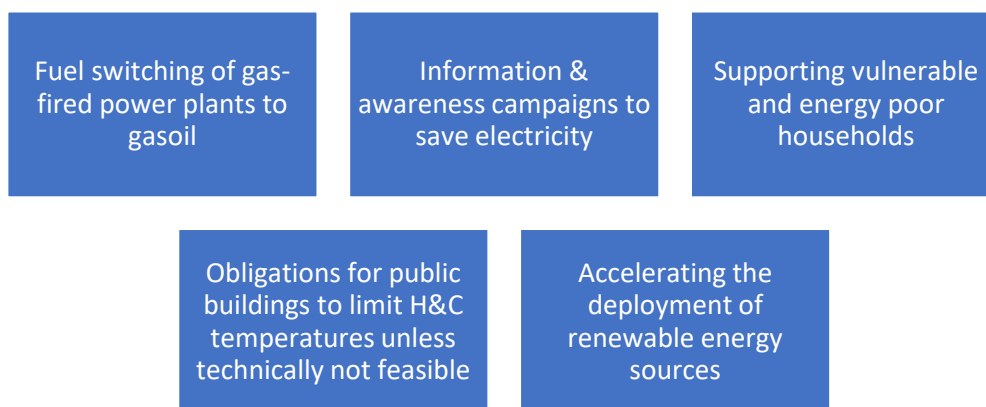 Fuel switching of gas-
fired power plants to
gasoil
Information &
awareness campaigns to
save electricity
Supporting vulnerable
and energy poor
households
Obligations for public
buildings to limit H&C
temperatures unless
technically not feasible
Accelerating the
deployment of
renewable energy
sources